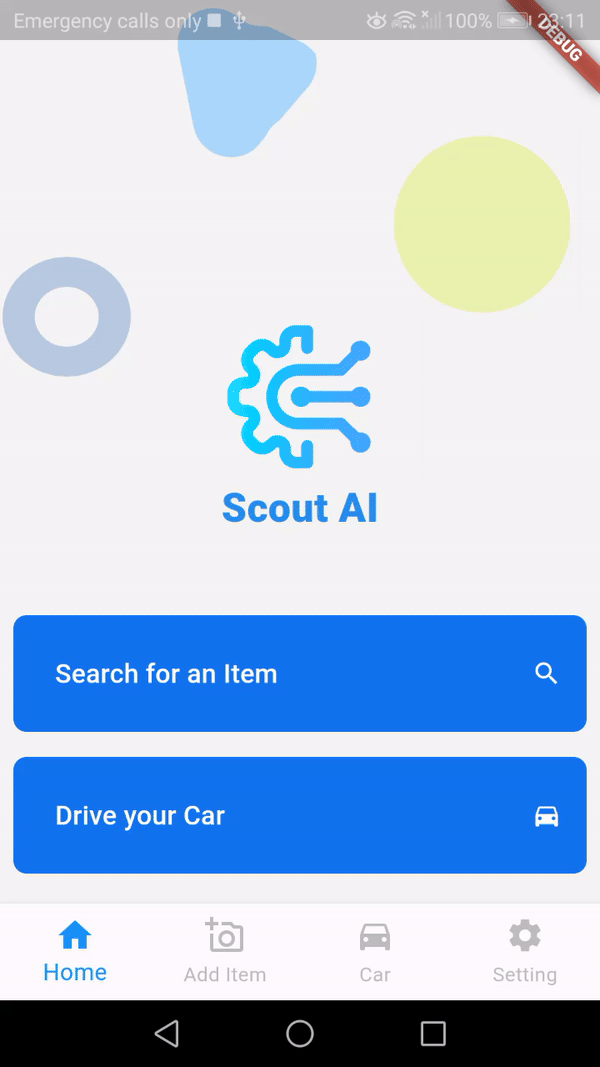 Emergency calls only 100% 23:11
DEBUG
Scout AI
Search for an Item
Drive your Car
Home Add Item Car Setting